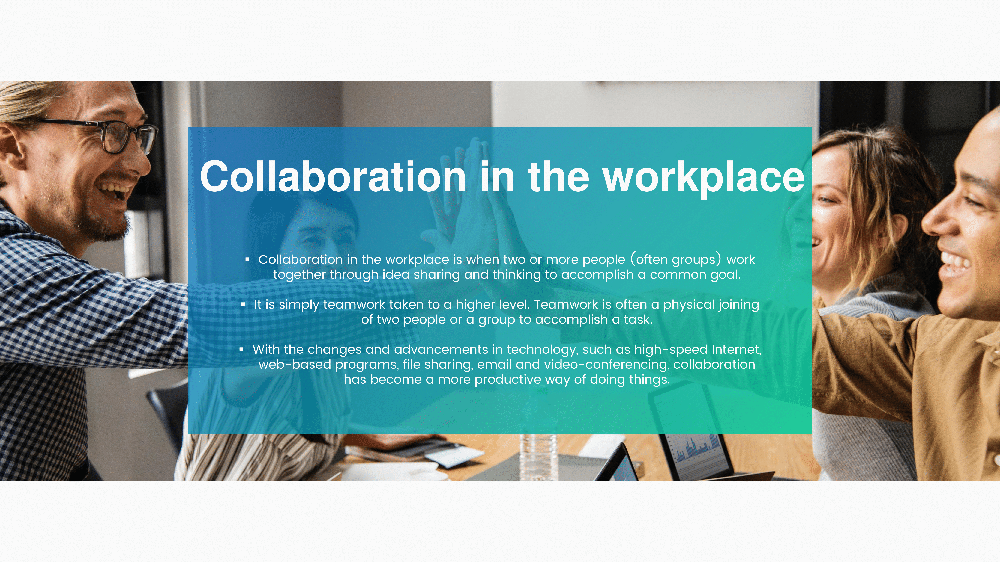 Collaboration in the workplace
▪ Collaboration in the workplace is when two or more people (often groups) work
together through idea sharing and thinking to accomplish a common goal.
▪ It is simply teamwork taken to a higher level. Teamwork is often a physical joining
of two people or a group to accomplish a task.
▪ With the changes and advancements in technology, such as high-speed Internet,
web-based programs, file sharing, email and video-conferencing, collaboration
has become a more productive way of doing things.